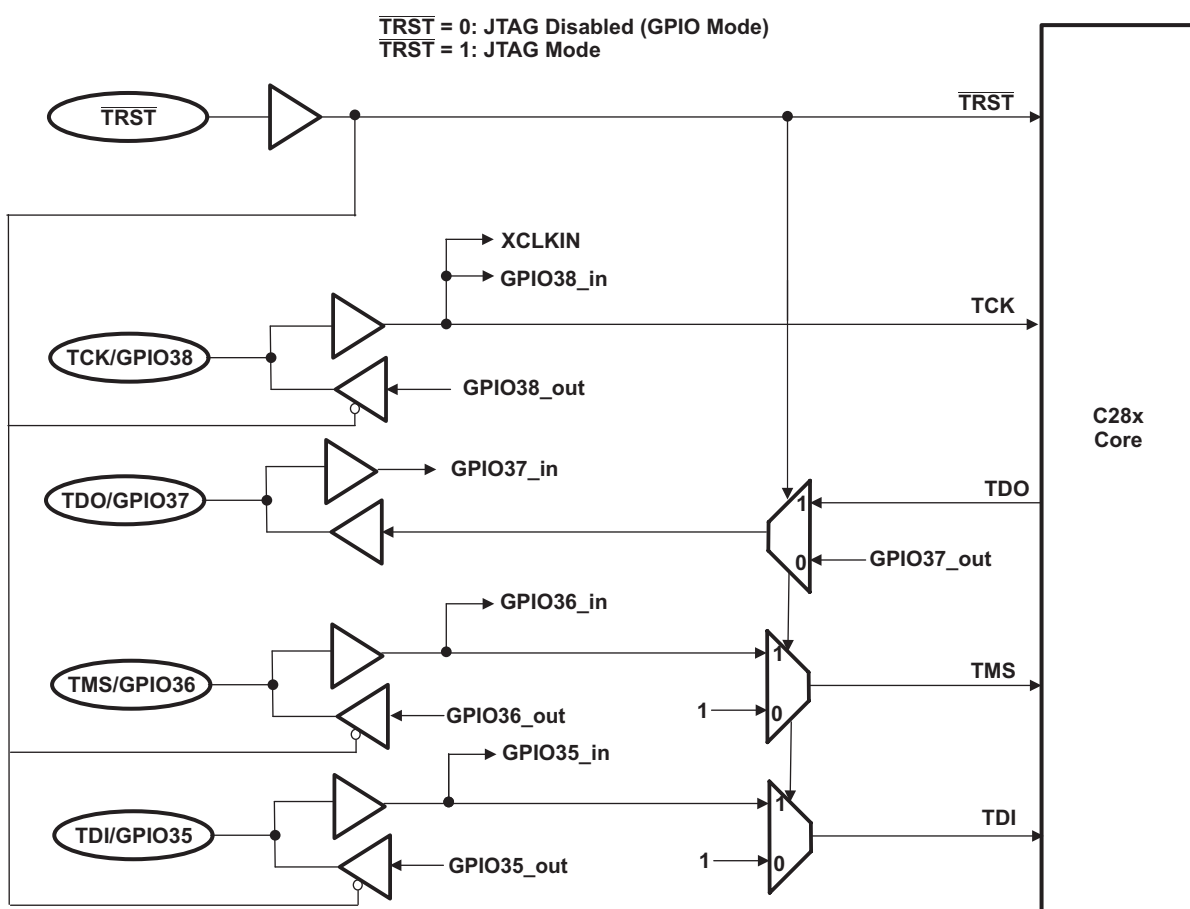 TRST = 0: JTAG Disabled (GPIO Mode)
TRST = 1: JTAG Mode
TRST
TRST
XCLKIN
GPIO38_in
TCK
TCK/GPIO38
GPIO38_out
C28x
Core
GPIO37_in
TDO/GPIO37
1
TDO
0
GPIO37_out
GPIO36_in
1
TMS/GPIO36
TMS
GPIO36_out
1
0
GPIO35_in
1
TDI/GPIO35
TDI
GPIO35_out
1
0